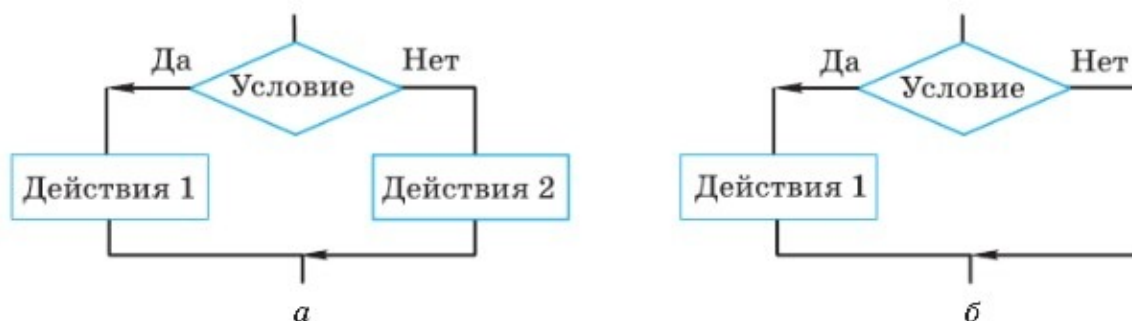 Да
Условие
Нет
Действия 1
Действия 2
а
Да
Условие
Нет
Действия 1
б